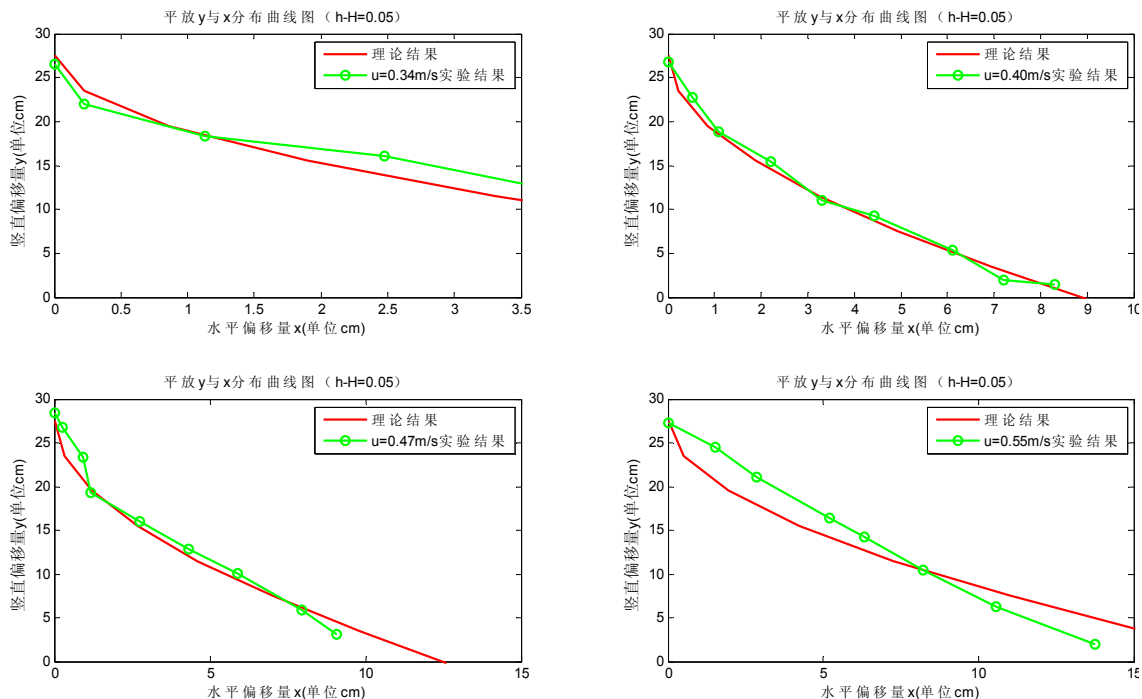 平放y与x分布曲线图（h-H=0.05）
30
25
20
15
10
5
0
竖直偏移量y(单位cm)
理论结果
u=0.34m/s实验结果
0 0.5 1 1.5 2 2.5 3 3.5
水平偏移量x(单位cm)
平放y与x分布曲线图（h-H=0.05）
30
25
20
15
10
5
0
竖直偏移量y(单位cm)
理论结果
u=0.40m/s实验结果
0 1 2 3 4 5 6 7 8 9 10
水平偏移量x(单位cm)
平放y与x分布曲线图（h-H=0.05）
30
25
20
15
10
5
0
竖直偏移量y(单位cm)
理论结果
u=0.47m/s实验结果
0 5 10 15
水平偏移量x(单位cm)
平放y与x分布曲线图（h-H=0.05）
30
25
20
15
10
5
0
竖直偏移量y(单位cm)
理论结果
u=0.55m/s实验结果
0 5 10 15
水平偏移量x(单位cm)